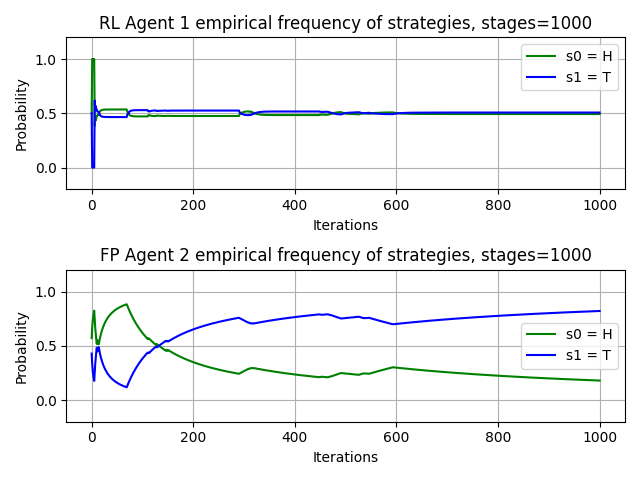 RL Agent 1 empirical frequency of strategies, stages=1000
Probability
1.0
0.5
0.0
s0 = H
s1 = T
0
200
400
600
800
1000
Iterations
FP Agent 2 empirical frequency of strategies, stages=1000
Probability
1.0
0.5
0.0
s0 = H
s1 = T
0
200
400
600
800
1000
Iterations